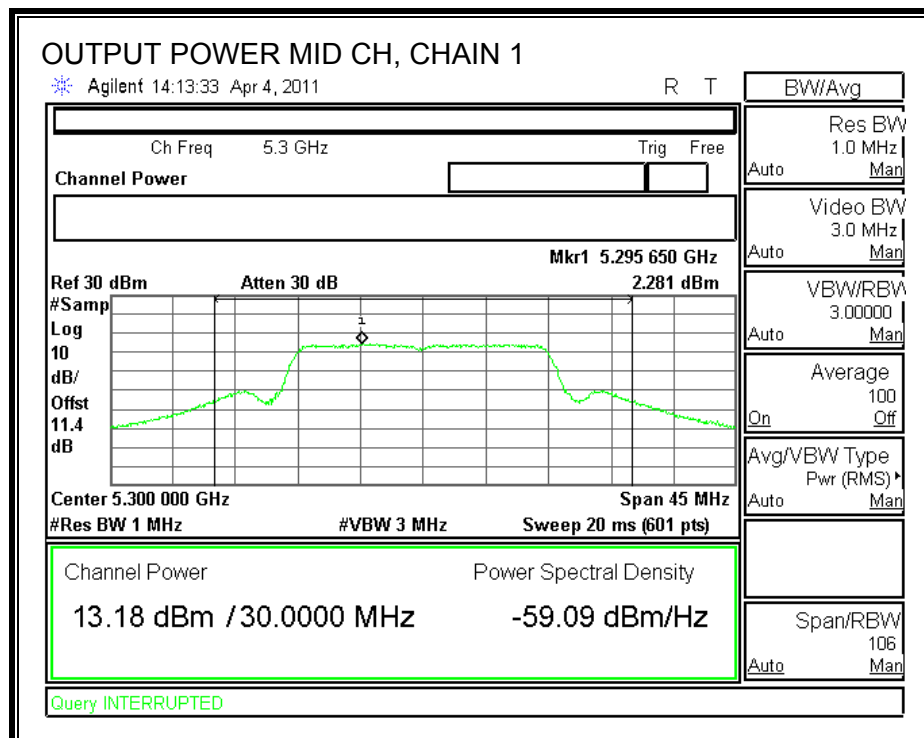 OUTPUT POWER MID CH, CHAIN 1
Agilent 14:13:33 Apr 4, 2011 R T
BW/Avg
Ch Freq 5.3 GHz Trig Free
Channel Power
Mkr1 5.295 650 GHz
Ref 30 dBm Atten 30 dB 2.281 dBm
#Samp
Log
10
dB/
Offst
11.4
dB
1
Center 5.300 000 GHz Span 45 MHz
#Res BW 1 MHz #VBW 3 MHz Sweep 20 ms (601 pts)
Channel Power Power Spectral Density
13.18 dBm / 30.0000 MHz -59.09 dBm/Hz
Res BW
1.0 MHz
Auto Man
Video BW
3.0 MHz
Auto Man
VBW/RBW
3.00000
Auto Man
Average
100
On Off
Avg/VBW Type
Pwr (RMS)
Auto Man
Span/RBW
106
Auto Man
Query INTERRUPTED